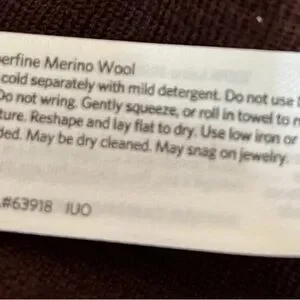 erfine Merino Wool
cold separately with mild detergent. Do not use
Do not wring. Gently squeeze, or roll in towel to
ture. Reshape and lay flat to dry. Use low iron or
ded. May be dry cleaned. May snag on jewelry.
#63918 IUO